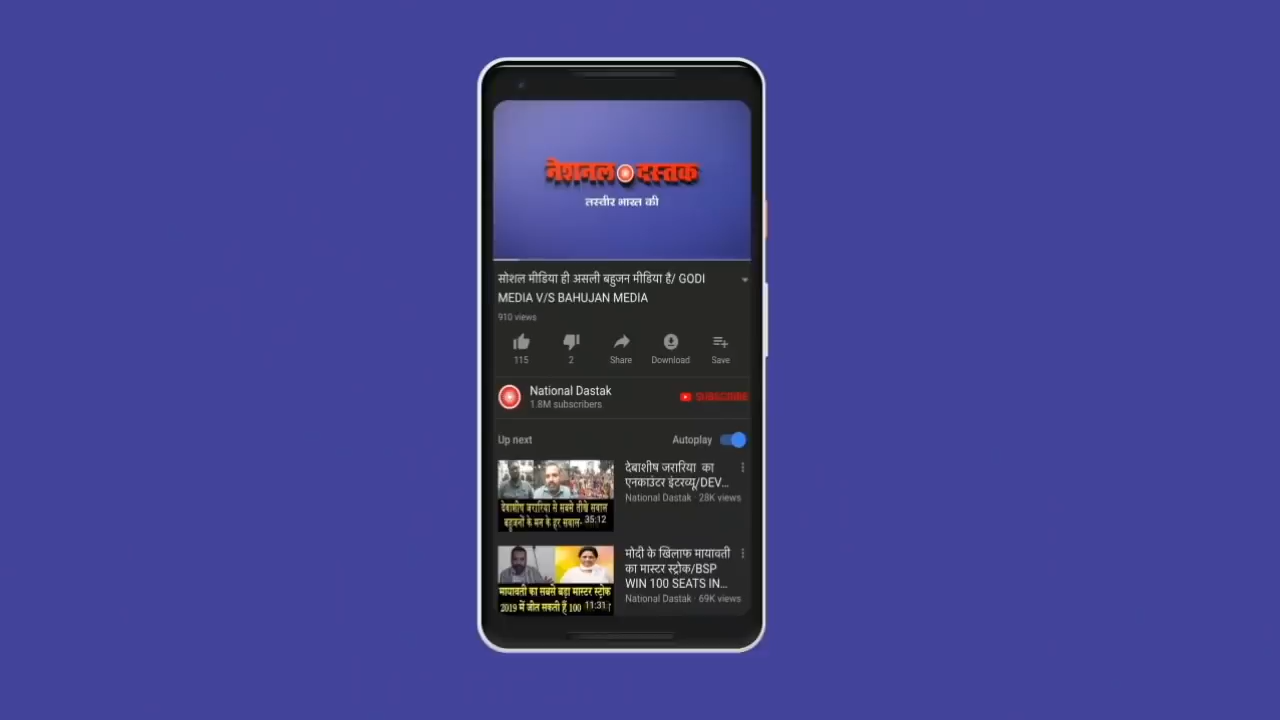 नेशनल दस्तक
तस्वीर भारत की
सोशल मीडिया ही असली बहुजन मीडिया है/ GODI
MEDIA V/S BAHUJAN MEDIA
910 views
115
2
Share
Download
Save
National Dastak
1.8M subscribers
SUBSCRIBE
Up next
Autoplay
देबाशीष जरारिया से सबसे तीखे सवाल
बहुजनों के मन के हर सवाल-
35:12
देबाशीष जरारिया का
एनकाउंटर इंटरव्यू/DEV...
National Dastak · 28K views
मायावती का सबसे बड़ा मास्टर स्ट्रोक
2019 में जीत सकती हैं 100
11:31
मोदी के खिलाफ मायावती
का मास्टर स्ट्रोक/BSP
WIN 100 SEATS IN...
National Dastak · 69K views